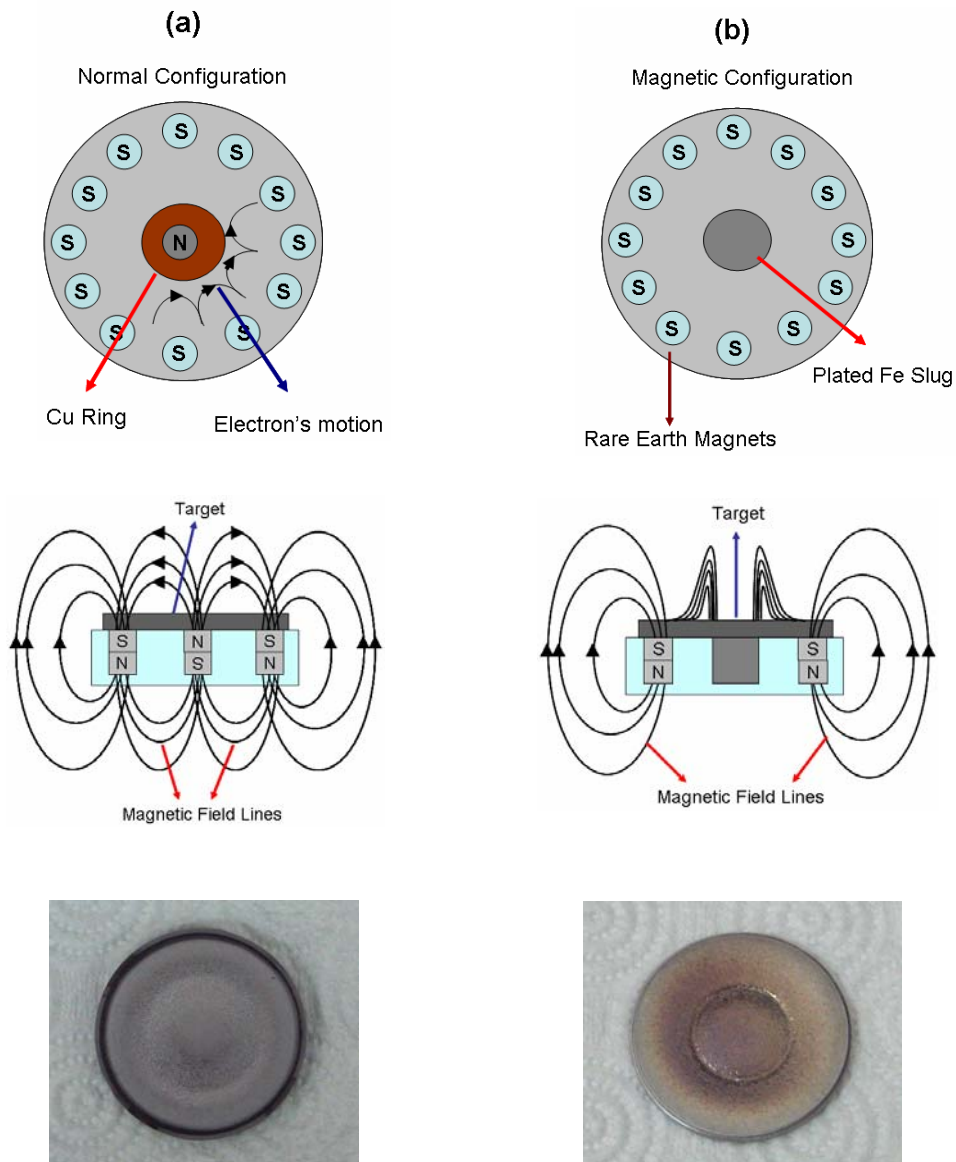 (a)
Normal Configuration
S
S S
S S
S N S
S S
S S
S
Cu Ring
Electron's motion
(b)
Magnetic Configuration
S
S S
S S
S S
S S
S S
S
Plated Fe Slug
Rare Earth Magnets
Target
S N S
N S N
Magnetic Field Lines
Target
S S
N N
Magnetic Field Lines